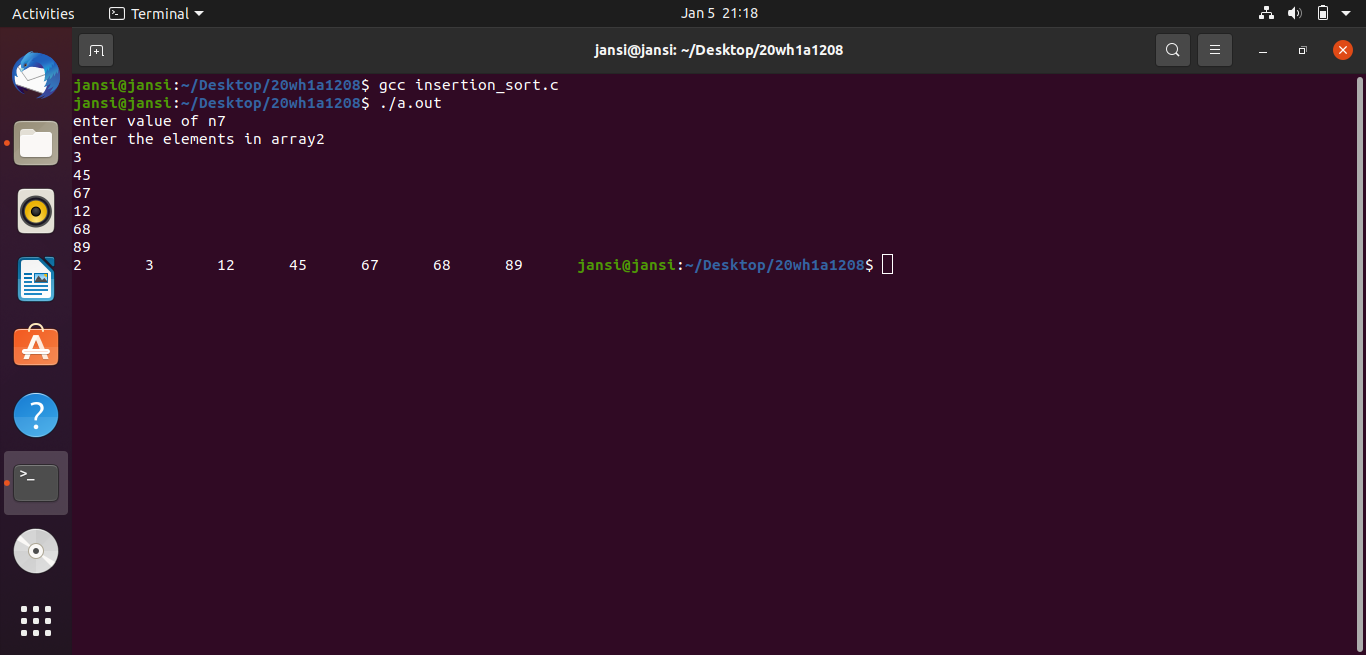 Activities Terminal Jan 5 21:18
jansi@jansi: ~/Desktop/20wh1a1208
jansi@jansi:~/Desktop/20wh1a1208$ gcc insertion_sort.c
jansi@jansi:~/Desktop/20wh1a1208$ ./a.out
enter value of n7
enter the elements in array2
3
45
67
12
68
89
2 3 12 45 67 68 89 jansi@jansi:~/Desktop/20wh1a1208$